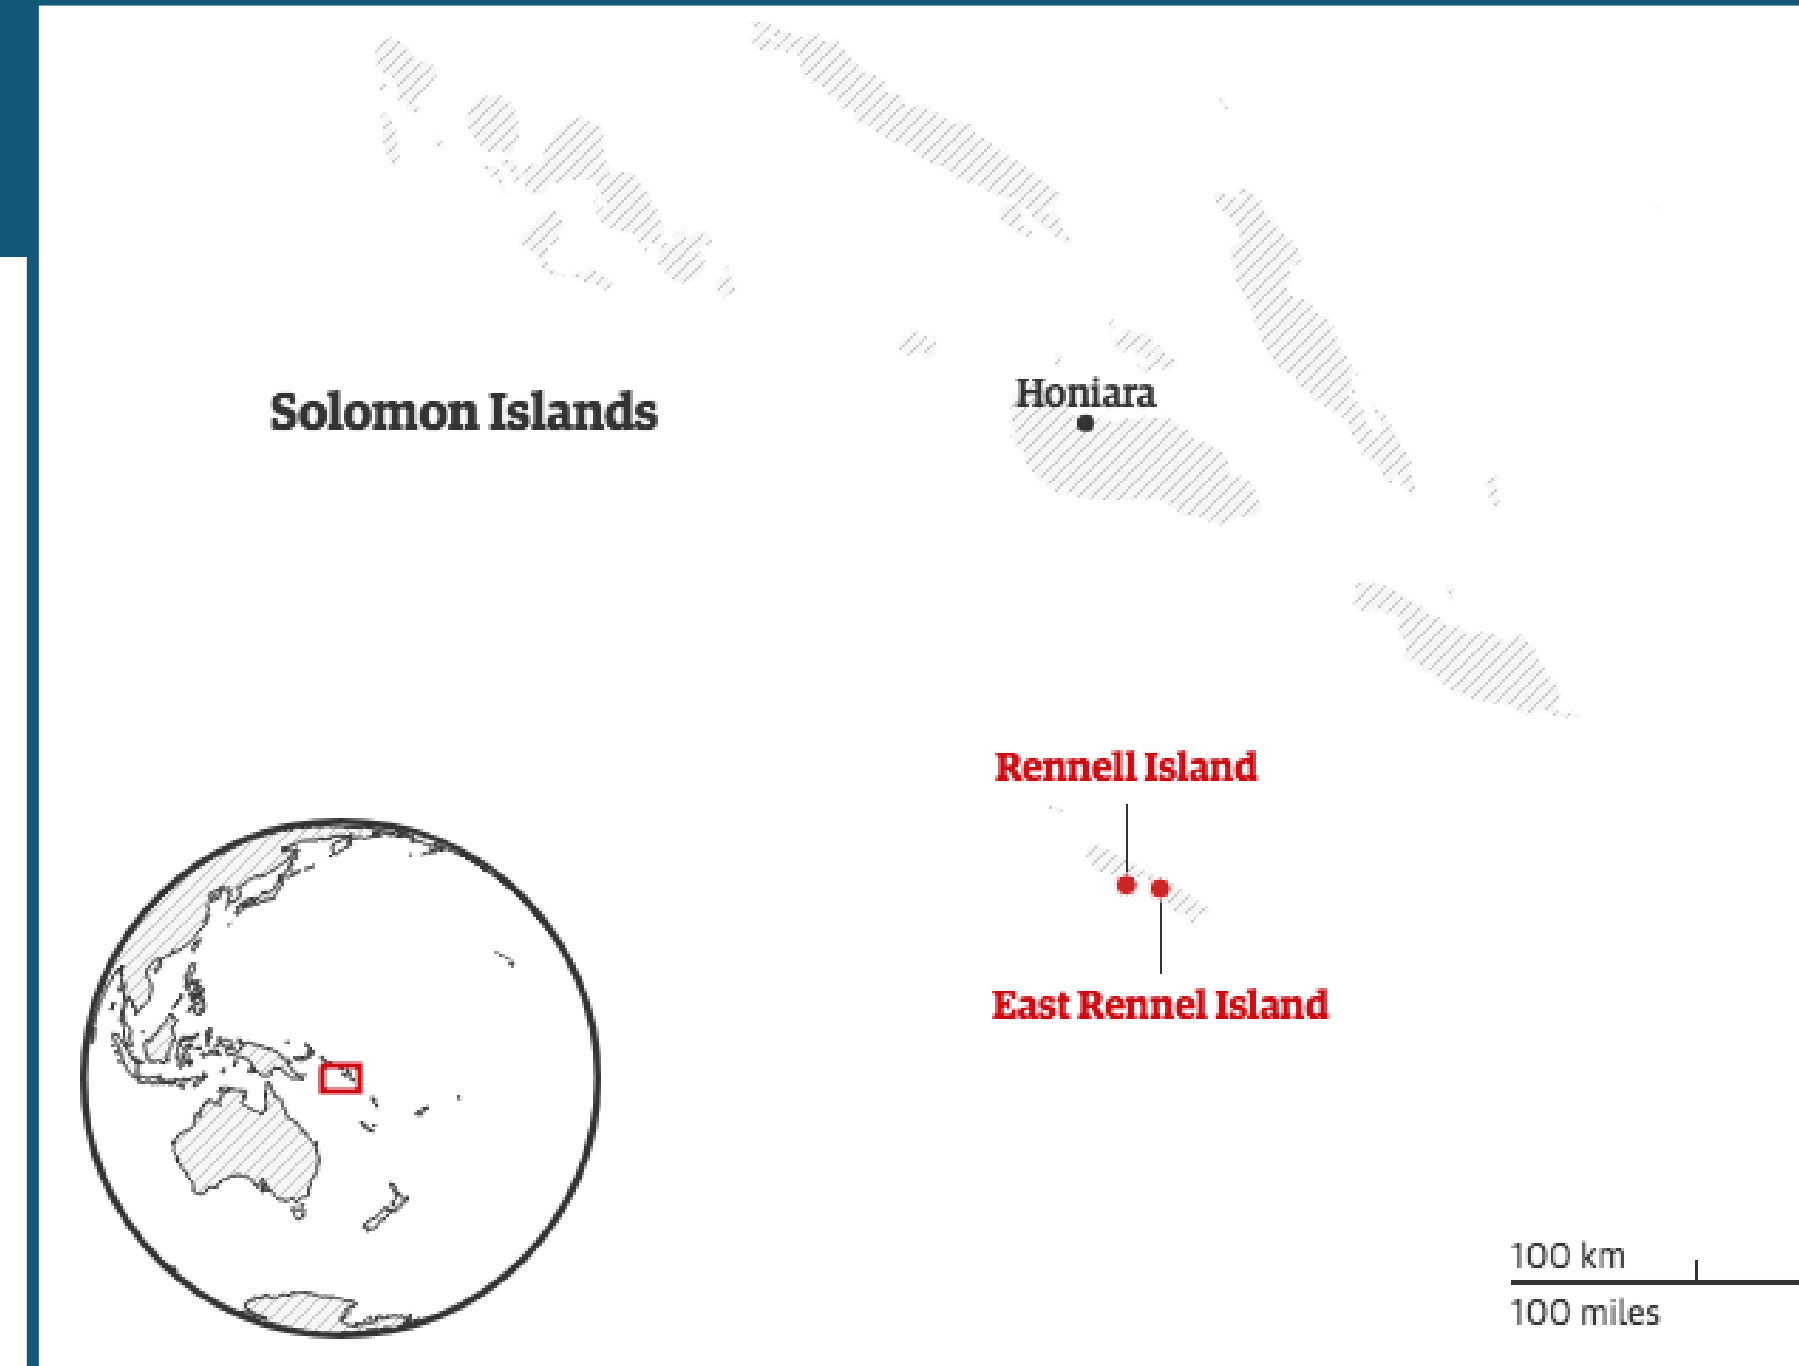 Honiara
Solomon Islands
Rennell Island
East Rennel Island
100 km
100 miles